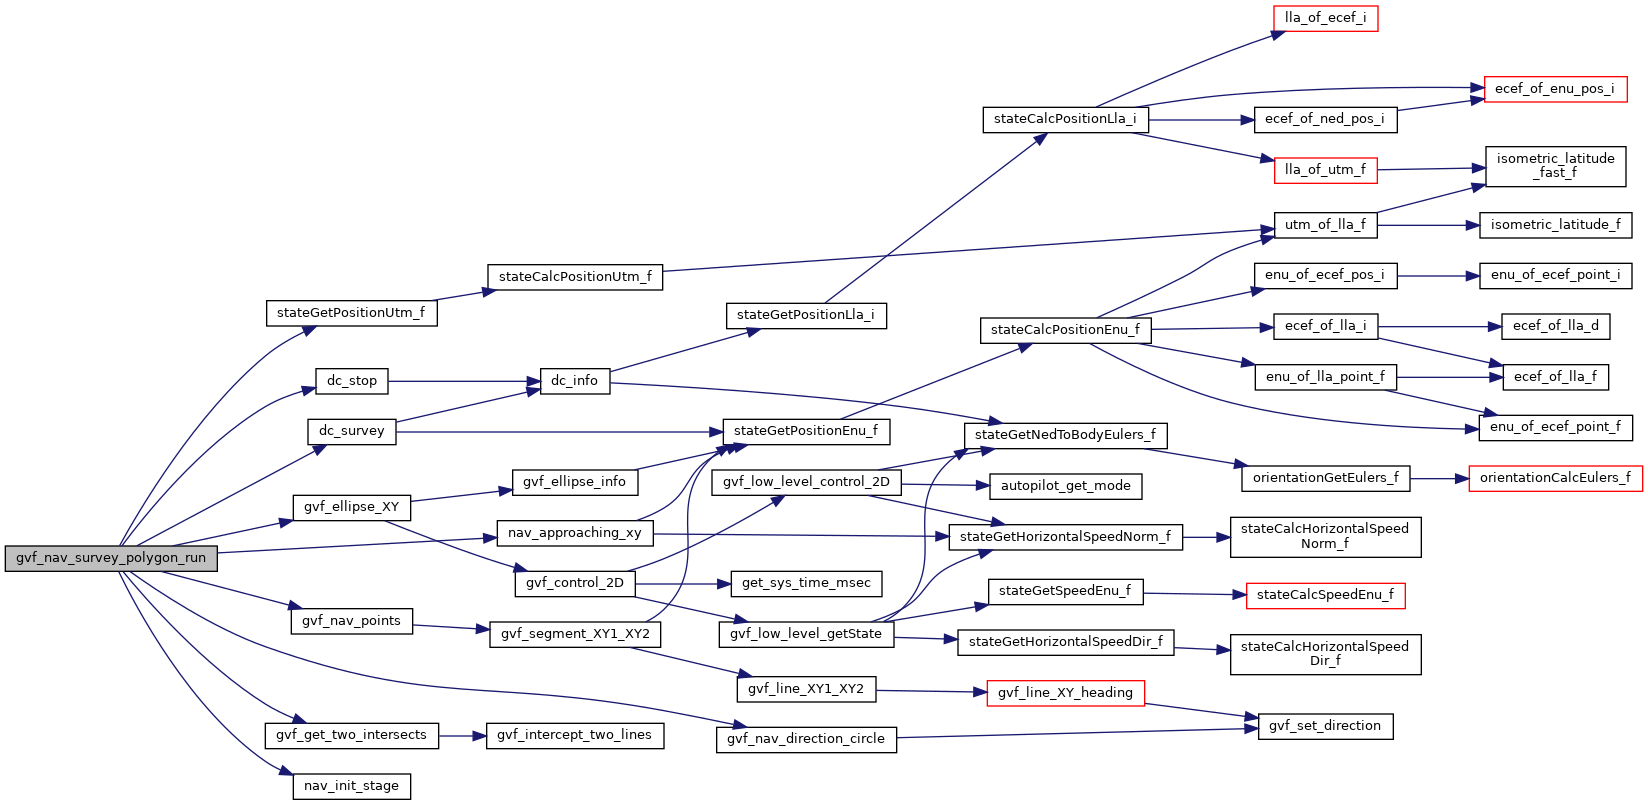 gvf_nav_survey_polygon_run
stateGetPositionUtm_f
dc_stop
dc_survey
gvf_ellipse_XY
gvf_nav_points
gvf_get_two_intersects
nav_init_stage
stateCalcPositionUtm_f
dc_info
gvf_ellipse_info
nav_approaching_xy
gvf_control_2D
gvf_segment_XY1_XY2
gvf_intercept_two_lines
stateGetPositionLla_i
stateGetPositionEnu_f
gvf_low_level_control_2D
get_sys_time_msec
gvf_low_level_getState
gvf_line_XY1_XY2
gvf_nav_direction_circle
stateCalcPositionLla_i
stateCalcPositionEnu_f
stateGetNedToBodyEulers_f
autopilot_get_mode
stateGetHorizontalSpeedNorm_f
stateGetSpeedEnu_f
stateGetHorizontalSpeedDir_f
gvf_line_XY_heading
lla_of_ecef_i
ecef_of_ned_pos_i
lla_of_utm_f
utm_of_lla_f
enu_of_ecef_pos_i
ecef_of_lla_i
enu_of_lla_point_f
orientationGetEulers_f
stateCalcHorizontalSpeed
Norm_f
stateCalcSpeedEnu_f
stateCalcHorizontalSpeed
Dir_f
gvf_set_direction
ecef_of_enu_pos_i
isometric_latitude
_fast_f
isometric_latitude_f
enu_of_ecef_point_i
ecef_of_lla_d
ecef_of_lla_f
enu_of_ecef_point_f
orientationCalcEulers_f